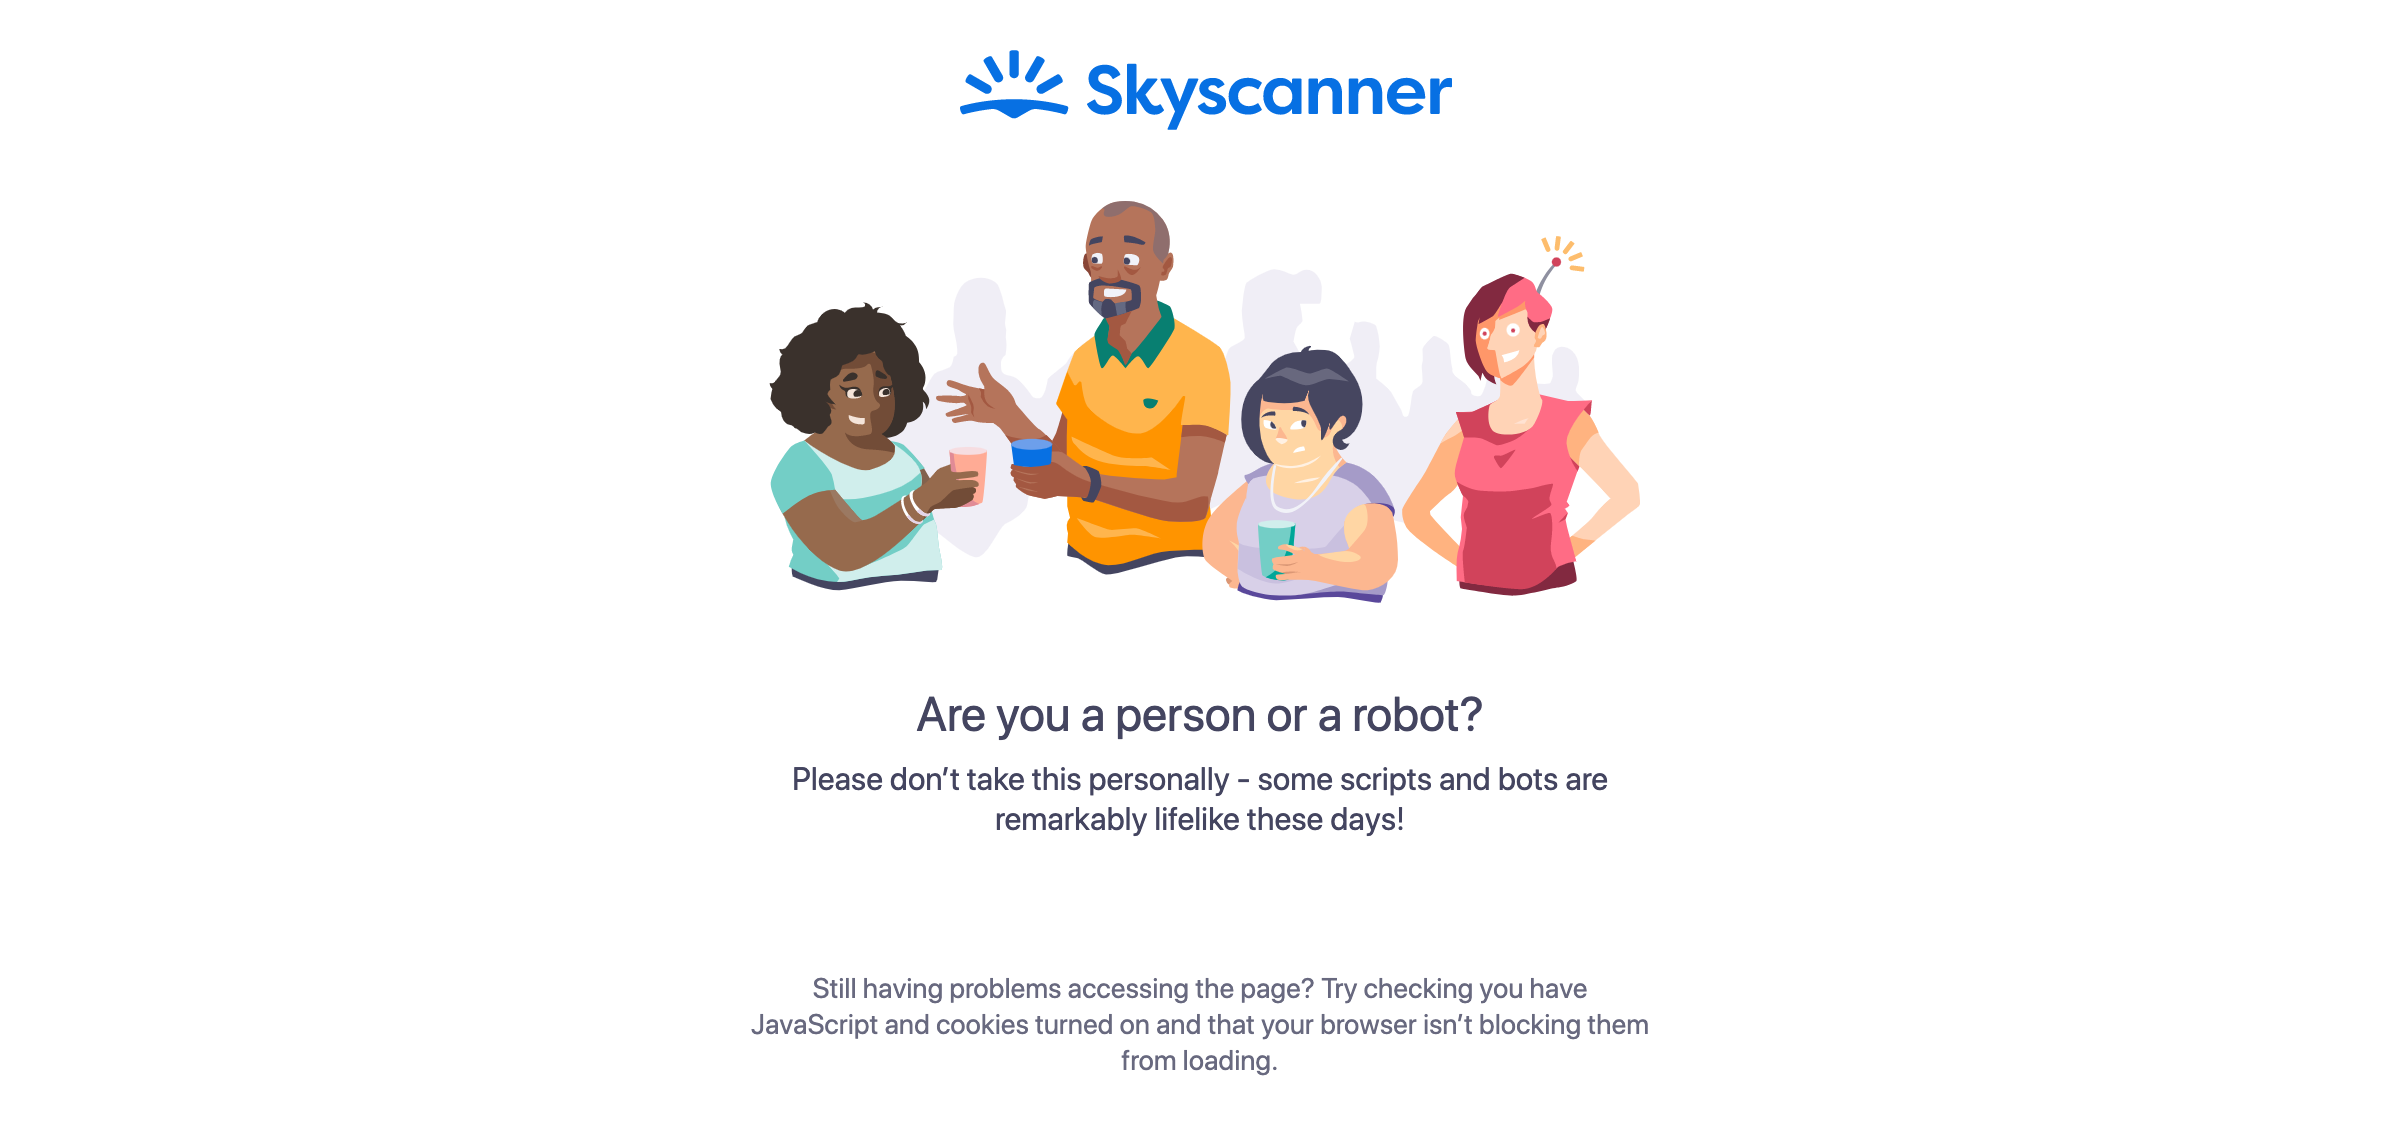 Skyscanner
Are you a person or a robot?
Please don’t take this personally - some scripts and bots are
remarkably lifelike these days!
Still having problems accessing the page? Try checking you have
JavaScript and cookies turned on and that your browser isn’t blocking them
from loading.